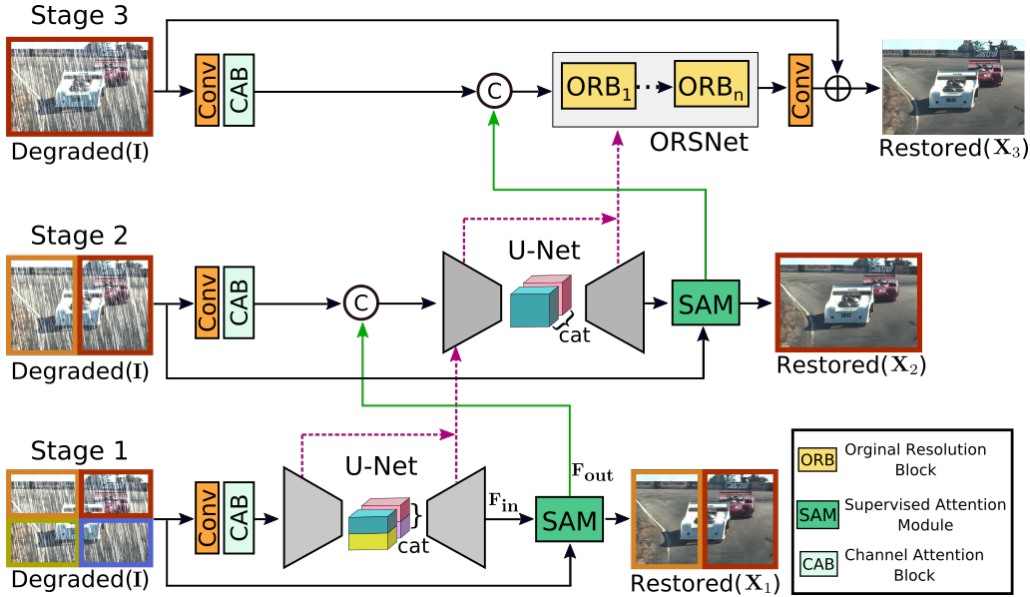 Stage 3
Degraded(I)
Conv
CAB
C
ORB1
ORBn
ORSNet
Conv
Restored(X3)
Stage 2
Degraded(I)
Conv
CAB
C
U-Net
cat
SAM
Restored(X2)
Stage 1
Degraded(I)
Conv
CAB
U-Net
cat
Fin
Fout
SAM
Restored(X1)
ORB
Orginal Resolution
Block
SAM
Supervised Attention
Module
CAB
Channel Attention
Block